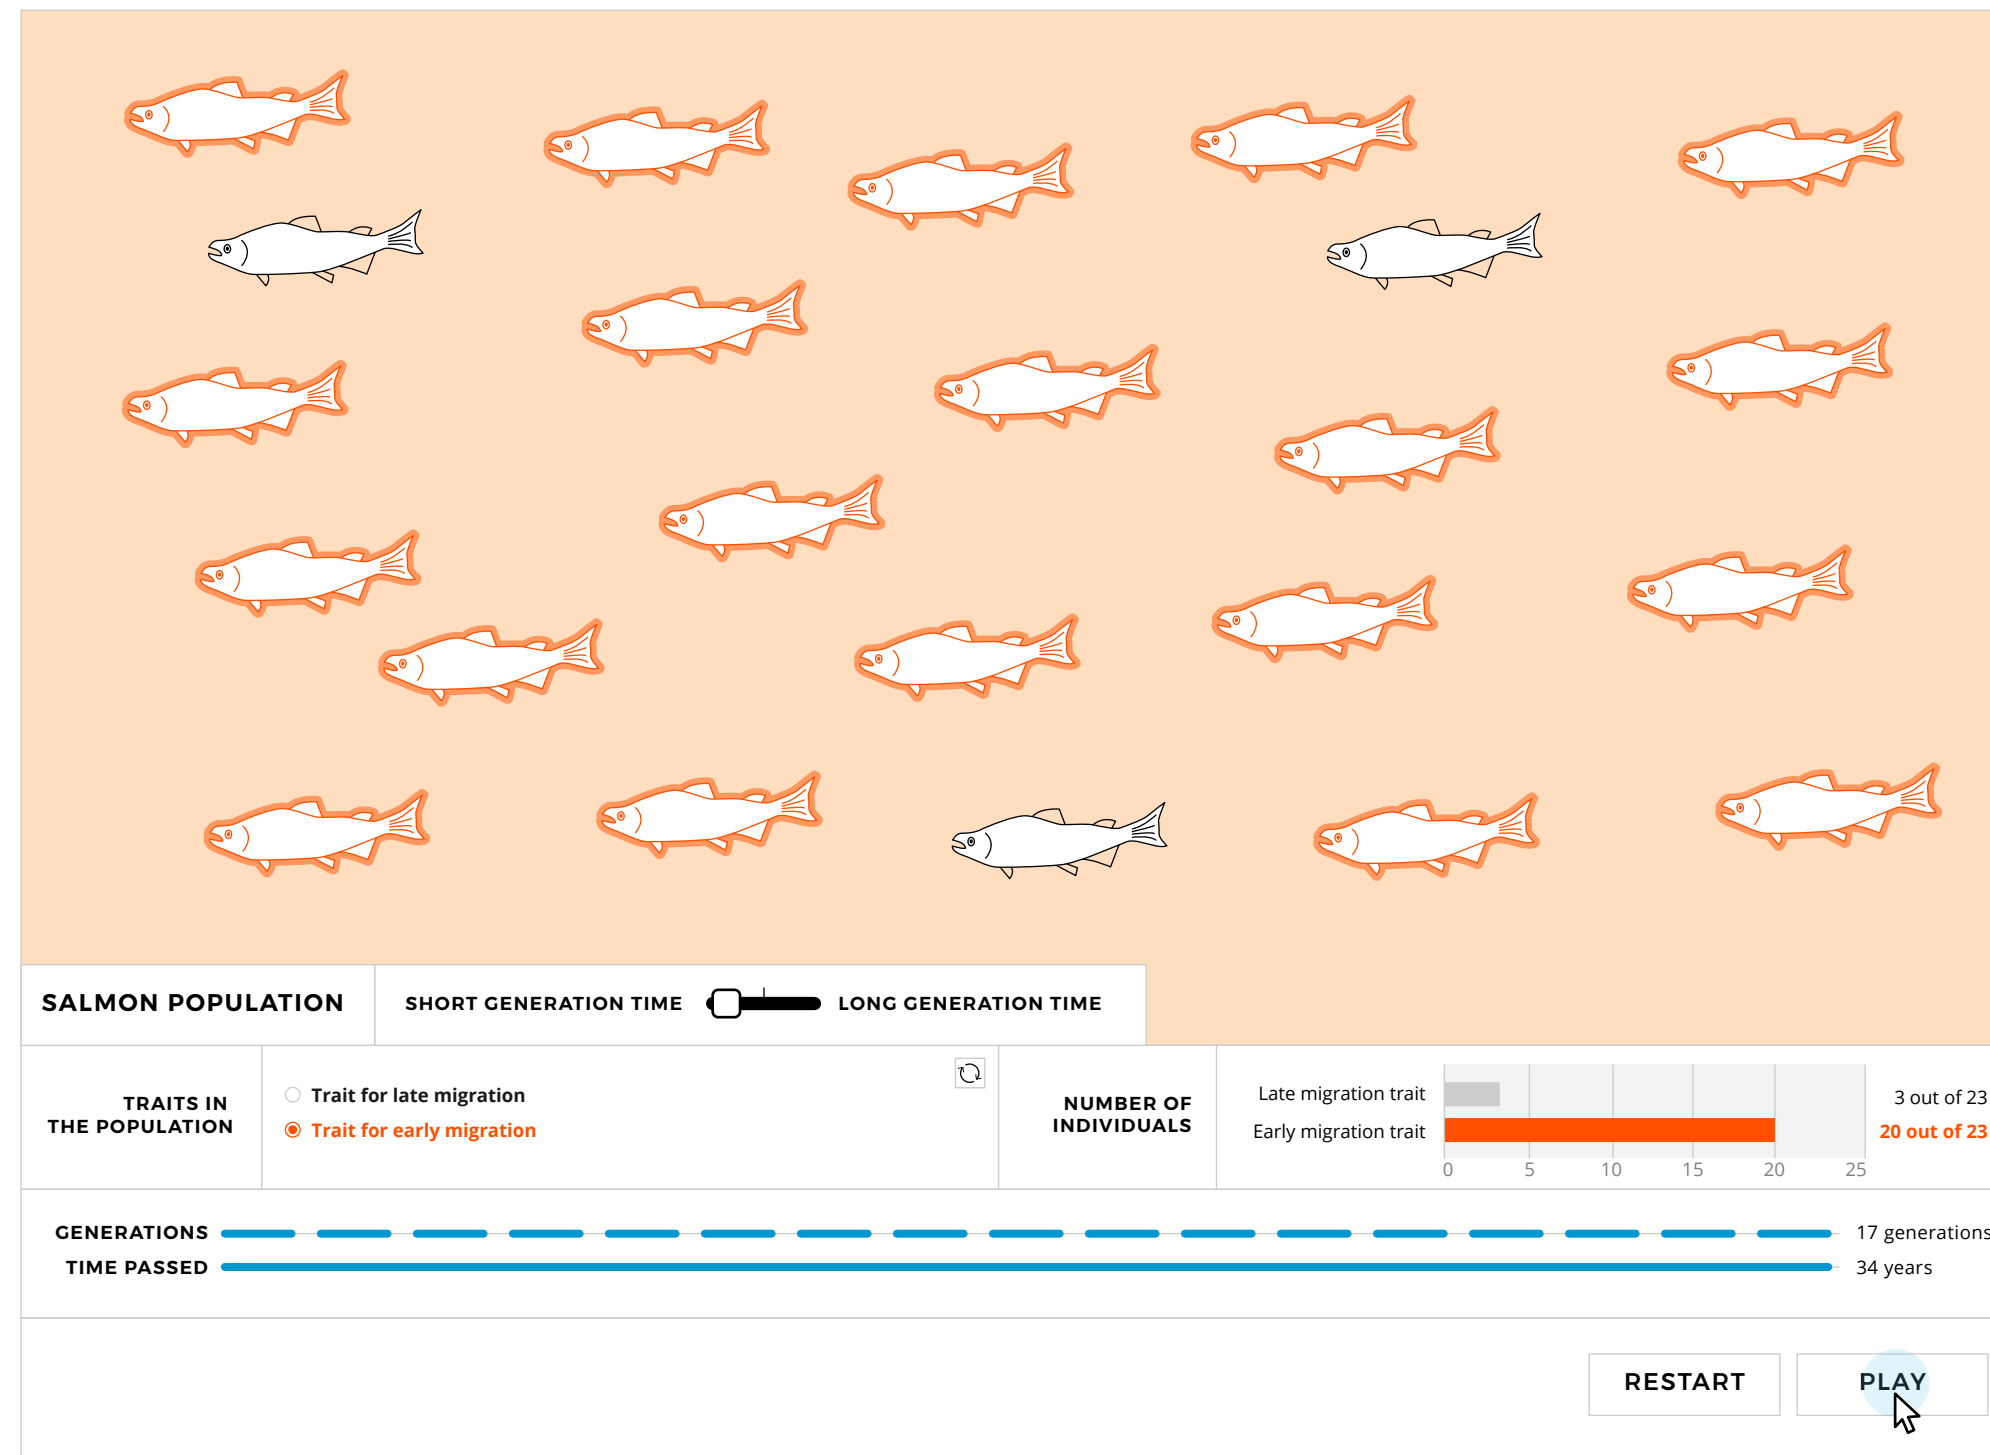 SALMON POPULATION
SHORT GENERATION TIME
LONG GENERATION TIME
TRAITS IN
THE POPULATION
Trait for late migration
Trait for early migration
NUMBER OF
INDIVIDUALS
Late migration trait
3 out of 23
Early migration trait
20 out of 23
0 5 10 15 20 25
GENERATIONS
17 generations
TIME PASSED
34 years
RESTART
PLAY